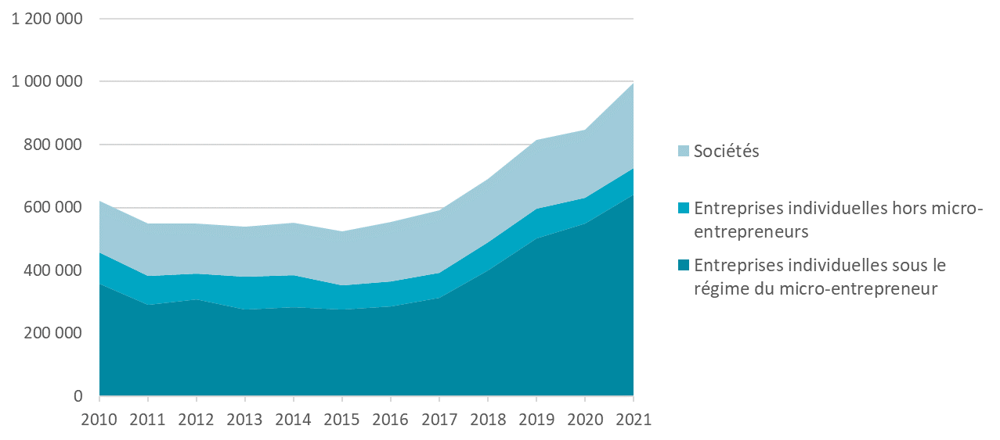 1 200 000
1 000 000
800 000
600 000
400 000
200 000
0
2010 2011 2012 2013 2014 2015 2016 2017 2018 2019 2020 2021
Sociétés
Entreprises individuelles hors micro-
entrepreneurs
Entreprises individuelles sous le
régime du micro-entrepreneur